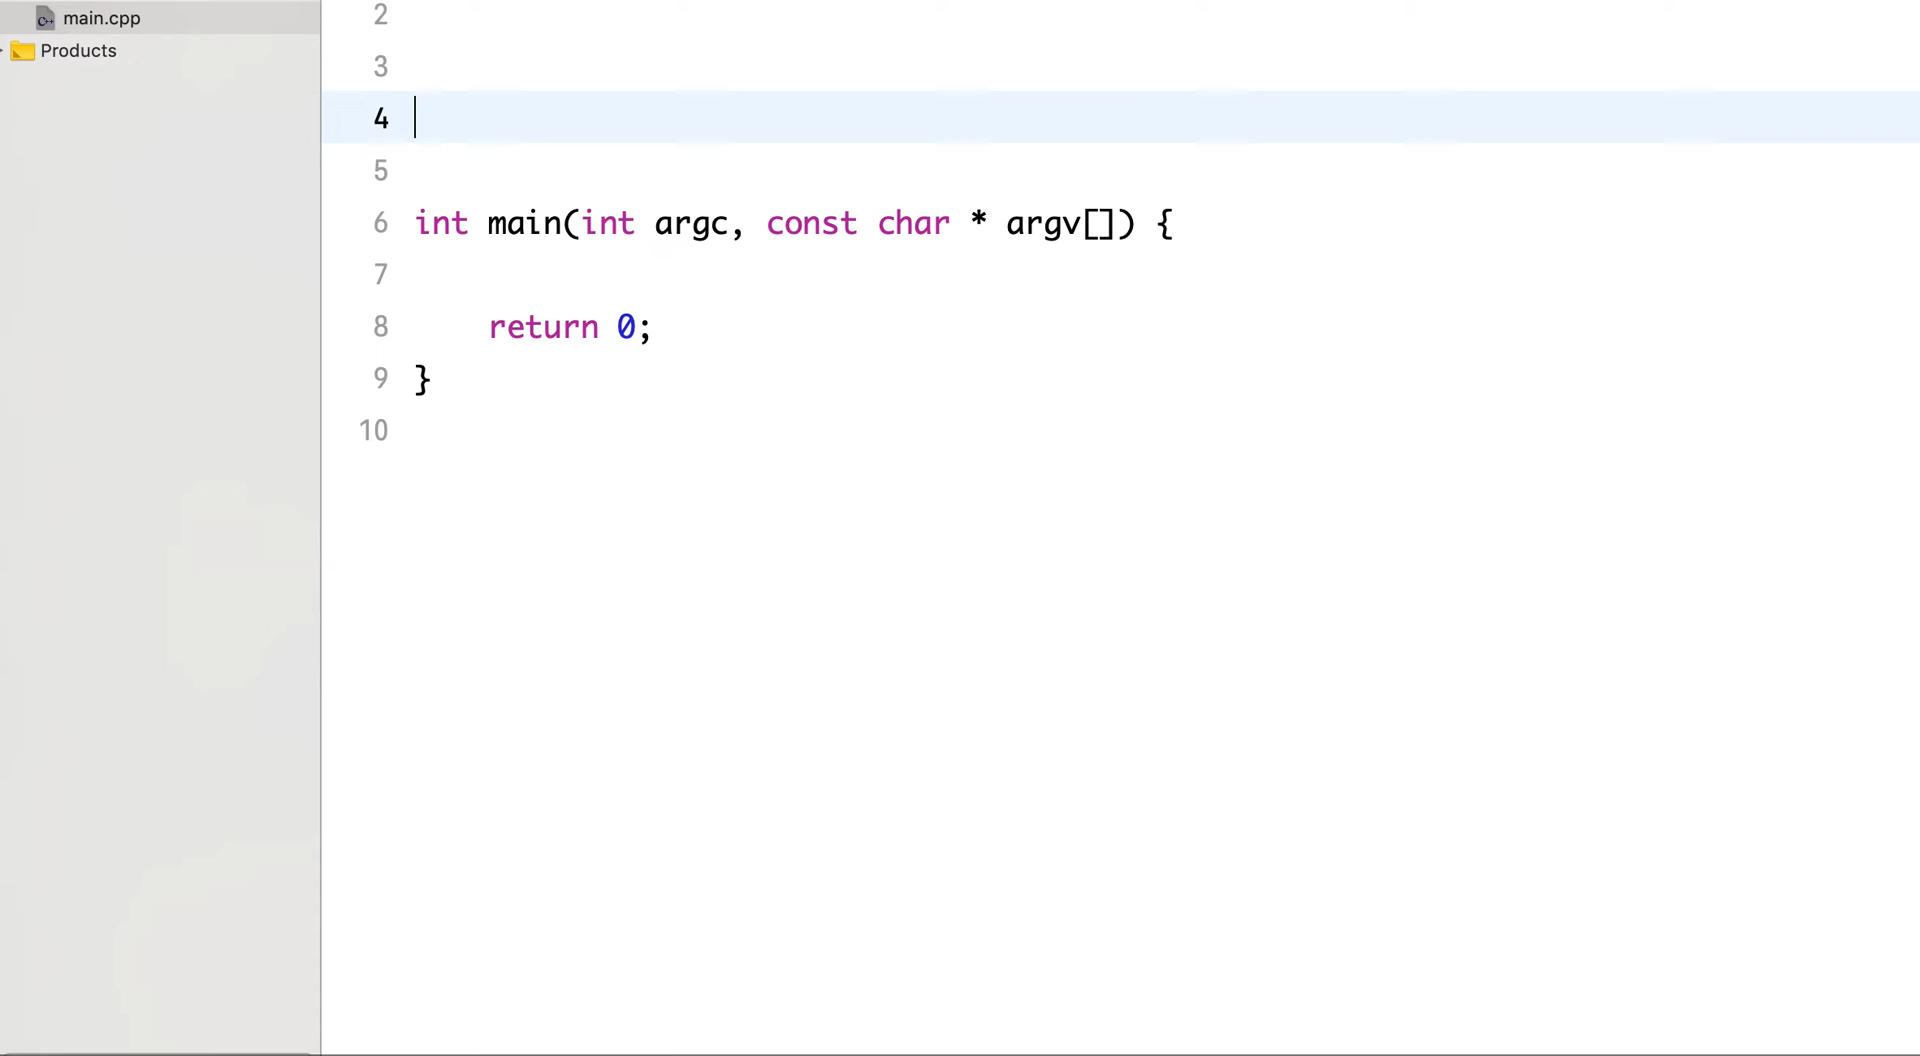 main.cpp
Products
2
3
4
5
6 int main(int argc, const char * argv[]) {
7
8 return 0;
9 }
10